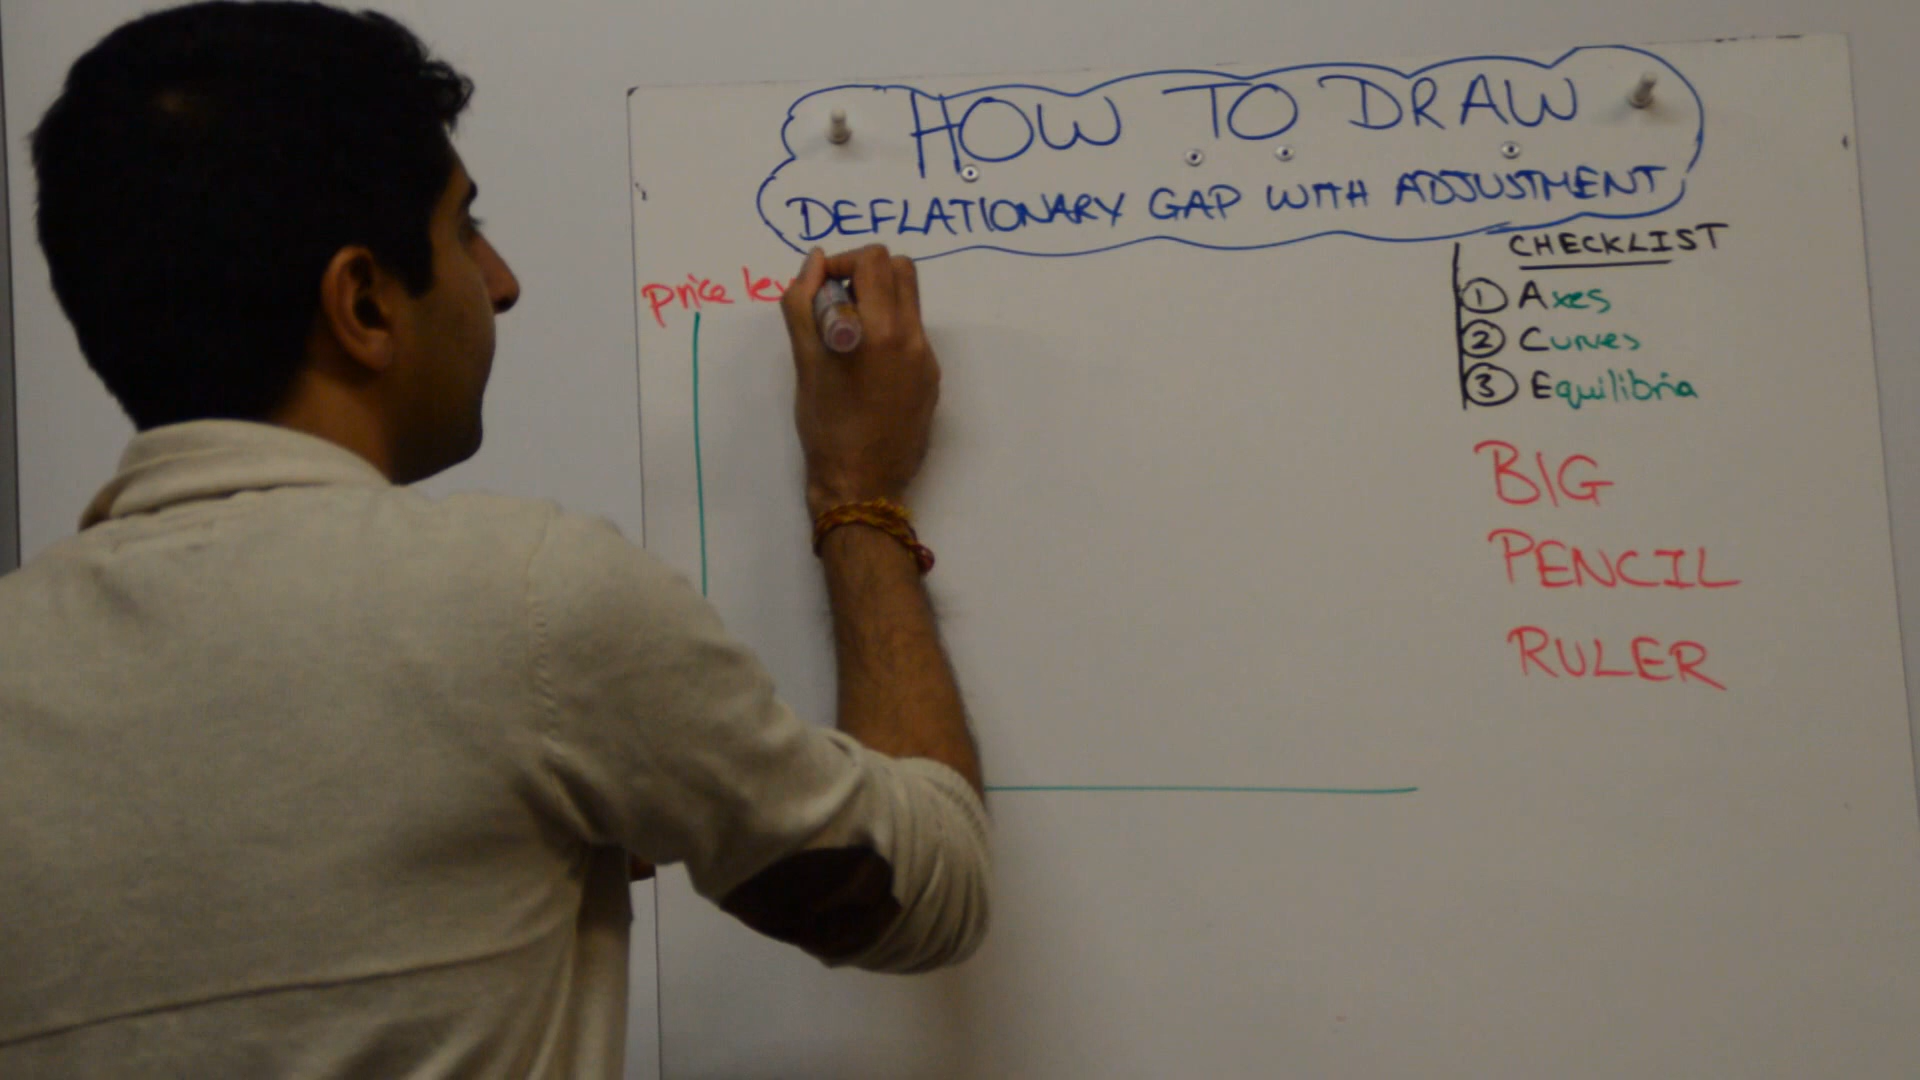 HOW TO DRAW
DEFLATIONARY GAP WITH ADJUSTMENT
CHECKLIST
1 Axes
2 Curves
3 Equilibria
price
BIG
PENCIL
RULER